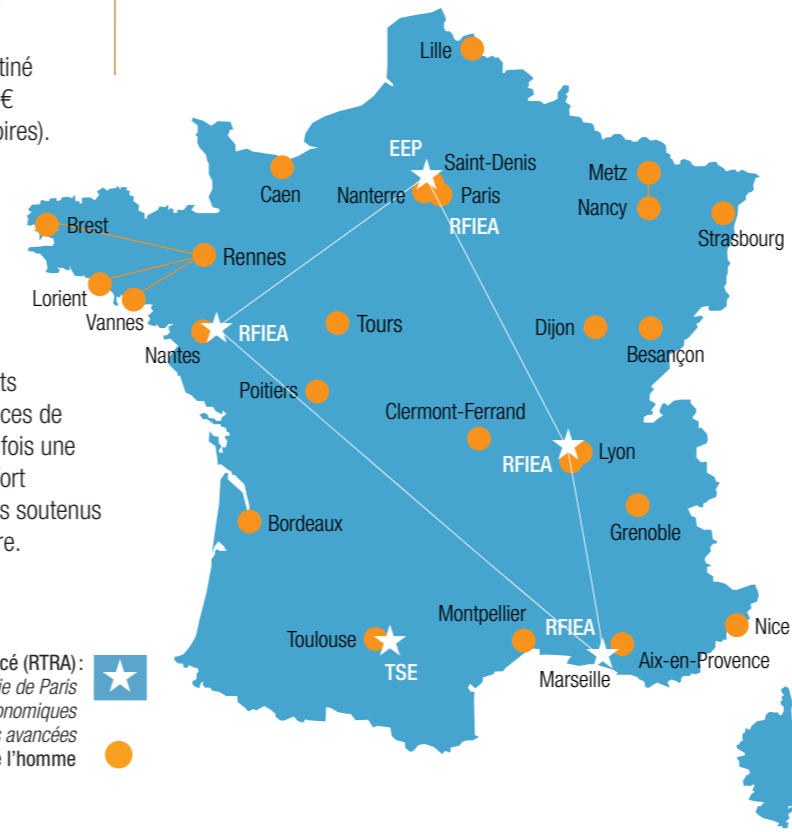 tiné
€
oires).
Lille
EEP
Saint-Denis
Caen
Nanterre
Paris
RFIEA
Metz
Nancy
Strasbourg
Brest
Rennes
Lorient
Vannes
Nantes
RFIEA
Tours
Dijon
Besançon
Poitiers
ts
ces de
fois une
ort
s soutenus
re.
Clermont-Ferrand
RFIEA
Lyon
Grenoble
Bordeaux
Toulouse
TSE
Montpellier
RFIEA
Marseille
Aix-en-Provence
Nice
cé (RTRA) :
ie de Paris
onomiques
s avancées
e l'homme